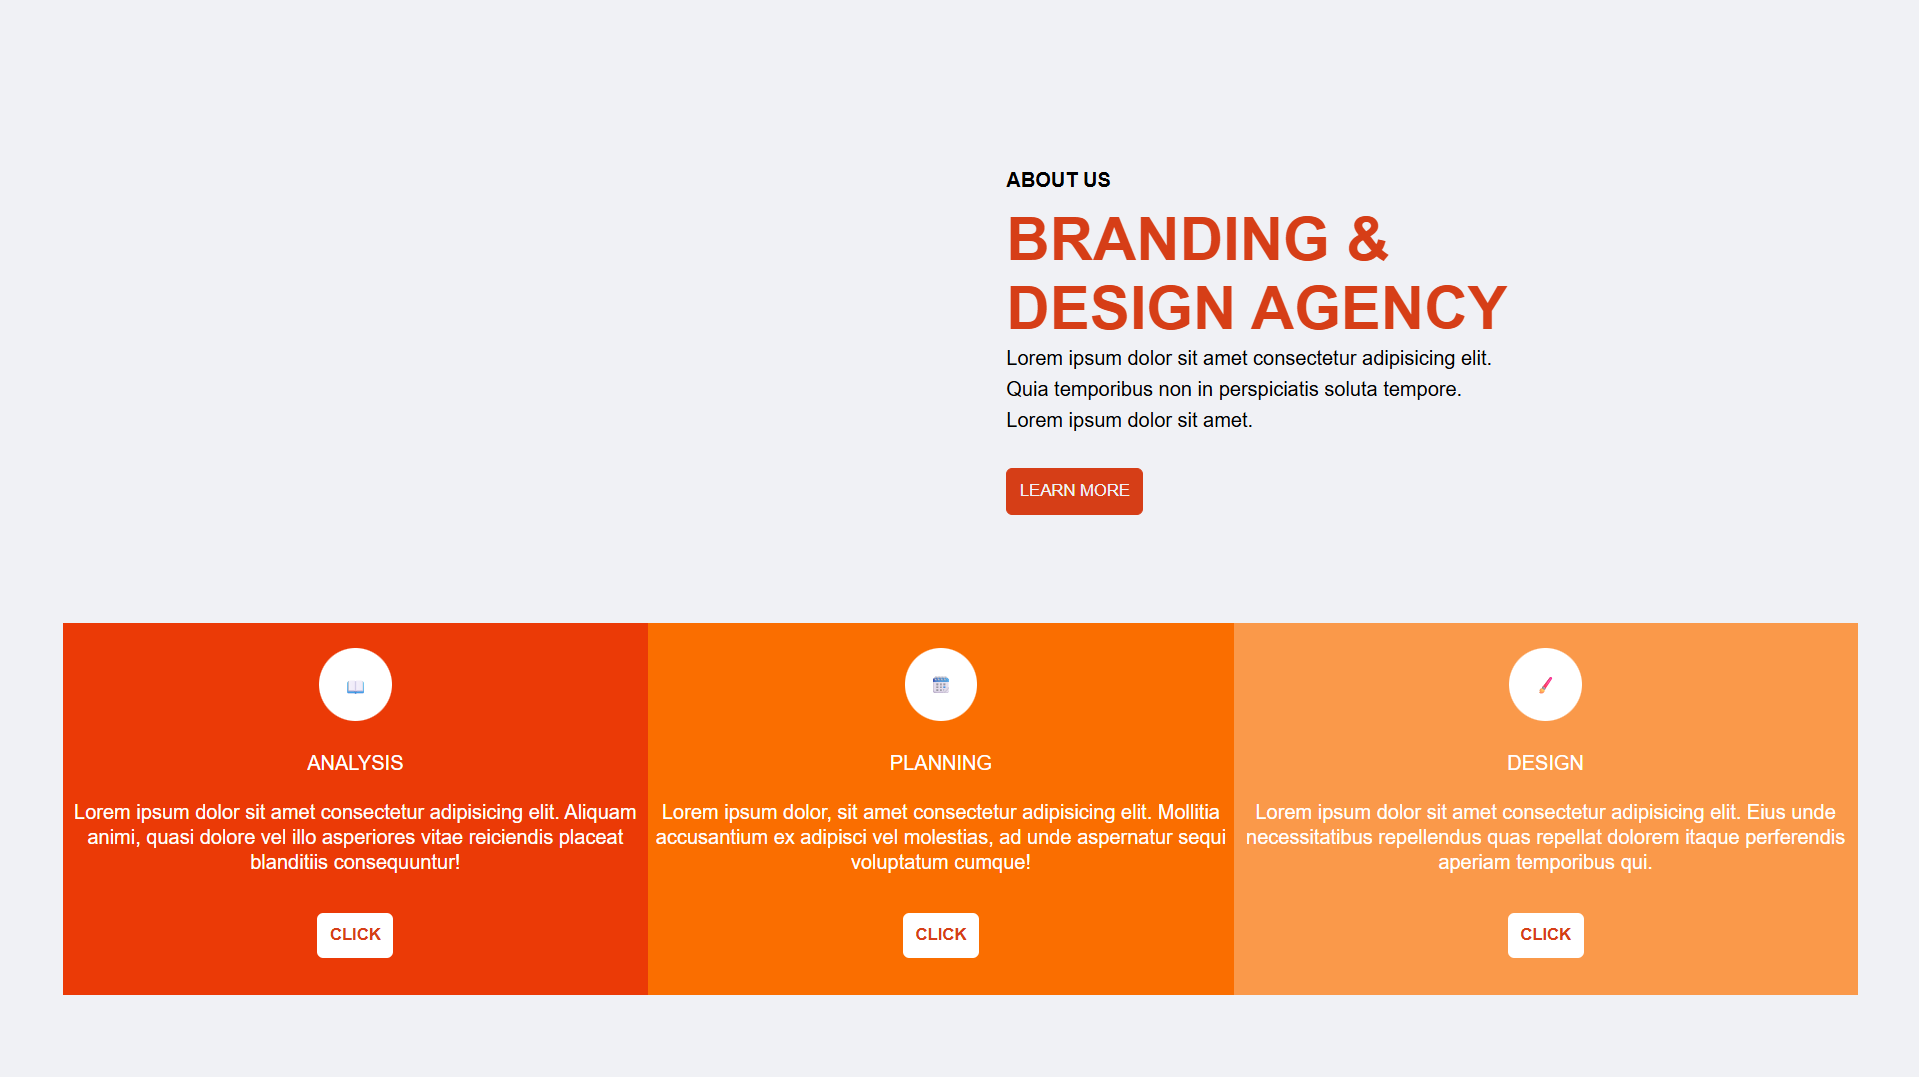 ABOUT US
BRANDING &
DESIGN AGENCY
Lorem ipsum dolor sit amet consectetur adipisicing elit.
Quia temporibus non in perspiciatis soluta tempore.
Lorem ipsum dolor sit amet.
LEARN MORE
ANALYSIS
Lorem ipsum dolor sit amet consectetur adipisicing elit. Aliquam
animi, quasi dolore vel illo asperiores vitae reiciendis placeat
blanditiis consequuntur!
CLICK
PLANNING
Lorem ipsum dolor, sit amet consectetur adipisicing elit. Mollitia
accusantium ex adipisci vel molestias, ad unde aspernatur sequi
voluptatum cumque!
CLICK
DESIGN
Lorem ipsum dolor sit amet consectetur adipisicing elit. Eius unde
necessitatibus repellendus quas repellat dolorem itaque perferendis
aperiam temporibus qui.
CLICK